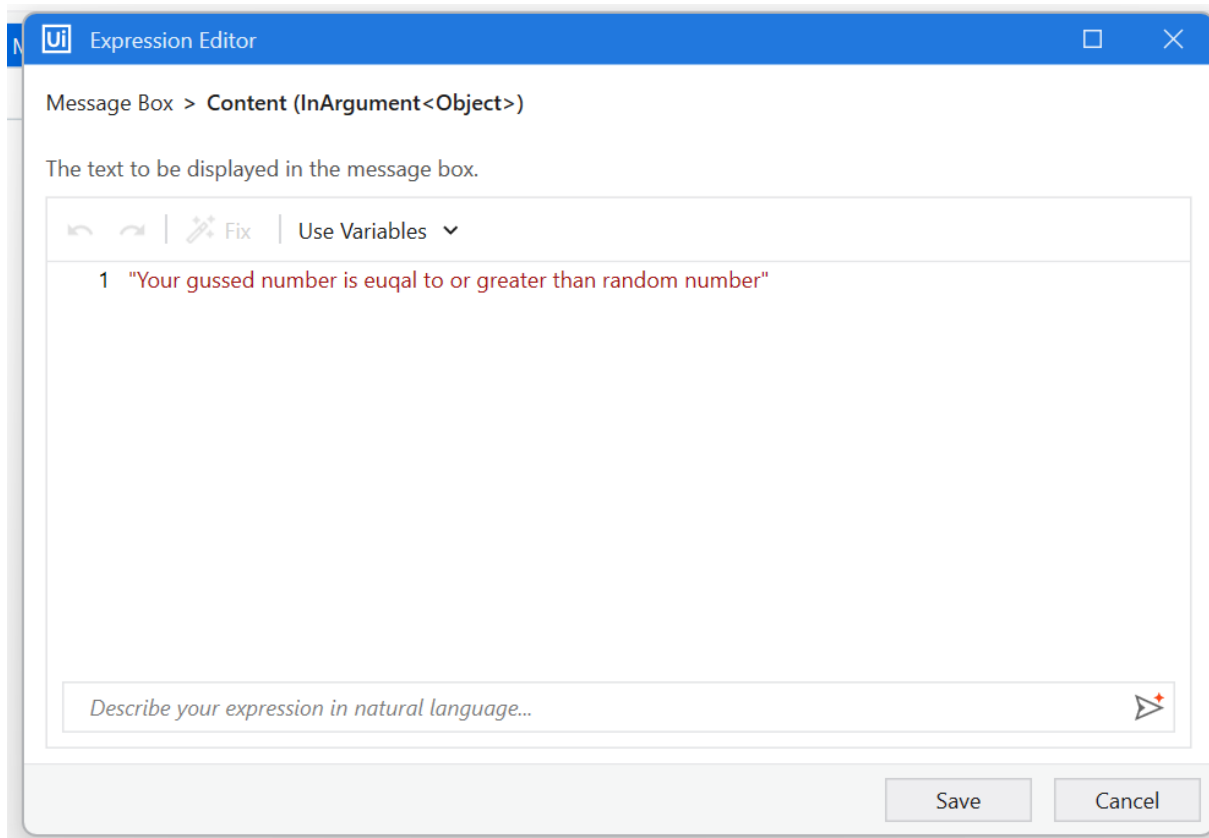 Ui Expression Editor
Message Box > Content (InArgument<Object>)
The text to be displayed in the message box.
Fix Use Variables
1 "Your gussed number is euqal to or greater than random number"
Describe your expression in natural language...
Save Cancel